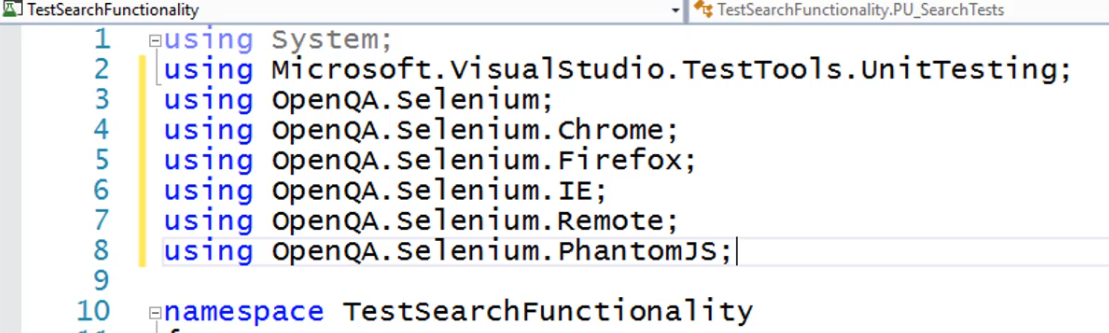 TestSearchFunctionality TestSearchFunctionality.PU_SearchTests
1 using System;
2 using Microsoft.VisualStudio.TestTools.UnitTesting;
3 using OpenQA.Selenium;
4 using OpenQA.Selenium.Chrome;
5 using OpenQA.Selenium.Firefox;
6 using OpenQA.Selenium.IE;
7 using OpenQA.Selenium.Remote;
8 using OpenQA.Selenium.PhantomJS;
9
10 namespace TestSearchFunctionality